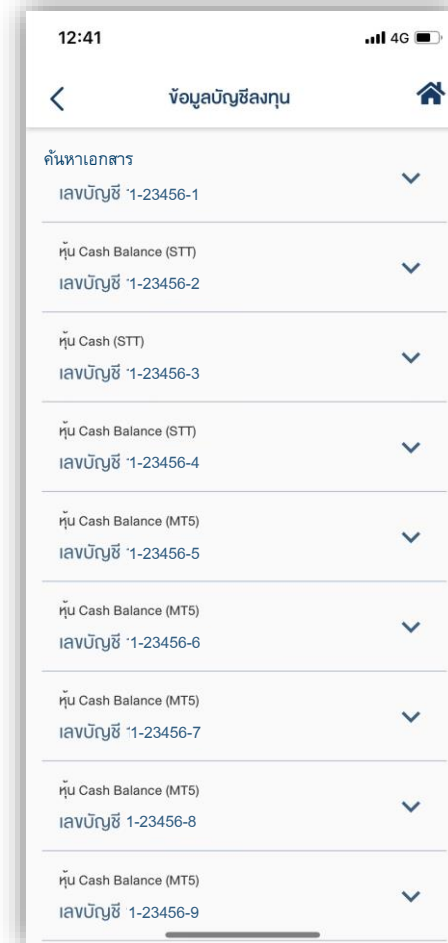 12:41 4G
ข้อมูลบัญชีลงทุน
ค้นหาเอกสาร
เลขบัญชี 1-23456-1
หุ้น Cash Balance (STT)
เลขบัญชี 1-23456-2
หุ้น Cash (STT)
เลขบัญชี 1-23456-3
หุ้น Cash Balance (STT)
เลขบัญชี 1-23456-4
หุ้น Cash Balance (MT5)
เลขบัญชี 1-23456-5
หุ้น Cash Balance (MT5)
เลขบัญชี 1-23456-6
หุ้น Cash Balance (MT5)
เลขบัญชี 1-23456-7
หุ้น Cash Balance (MT5)
เลขบัญชี 1-23456-8
หุ้น Cash Balance (MT5)
เลขบัญชี 1-23456-9